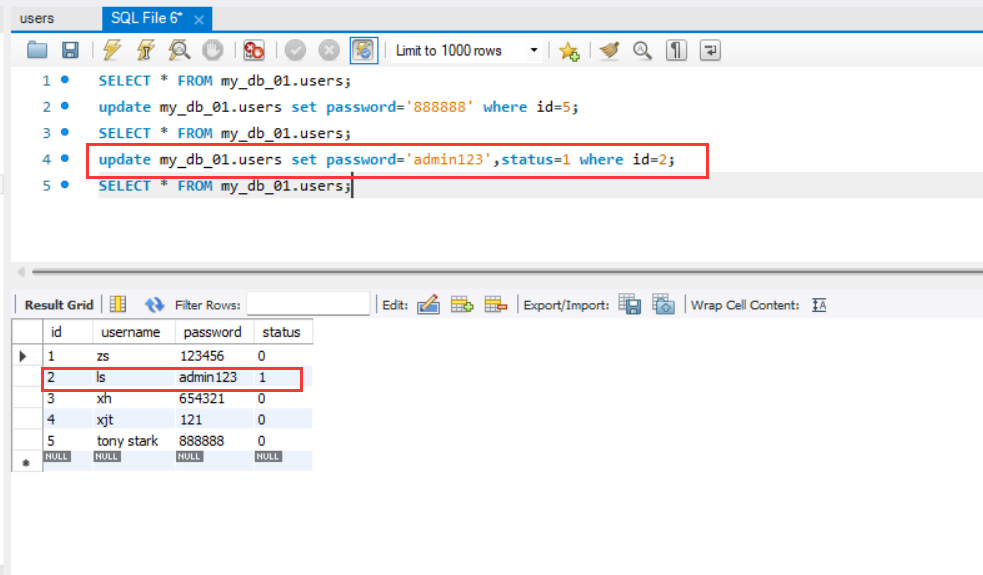 users SQL File 6*
Limit to 1000 rows
1 SELECT * FROM my_db_01.users;
2 update my_db_01.users set password='888888' where id=5;
3 SELECT * FROM my_db_01.users;
4 update my_db_01.users set password='admin123',status=1 where id=2;
5 SELECT * FROM my_db_01.users;
Result Grid Filter Rows: Edit: Export/Import: Wrap Cell Content: IA
id username password status
1 zs 123456 0
2 ls admin123 1
3 xh 654321 0
4 xjt 121 0
5 tony stark 888888 0
NULL NULL NULL NULL